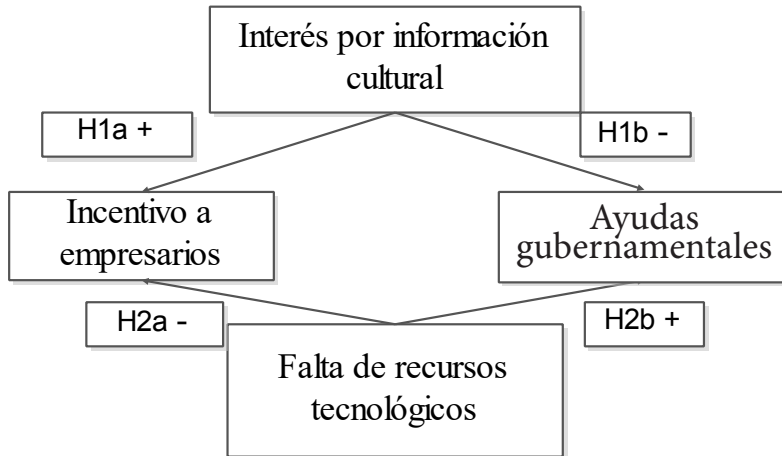 Interés por información
cultural
H1a +
H1b -
Incentivo a
empresarios
Ayudas
gubernamentales
H2a -
H2b +
Falta de recursos
tecnológicos